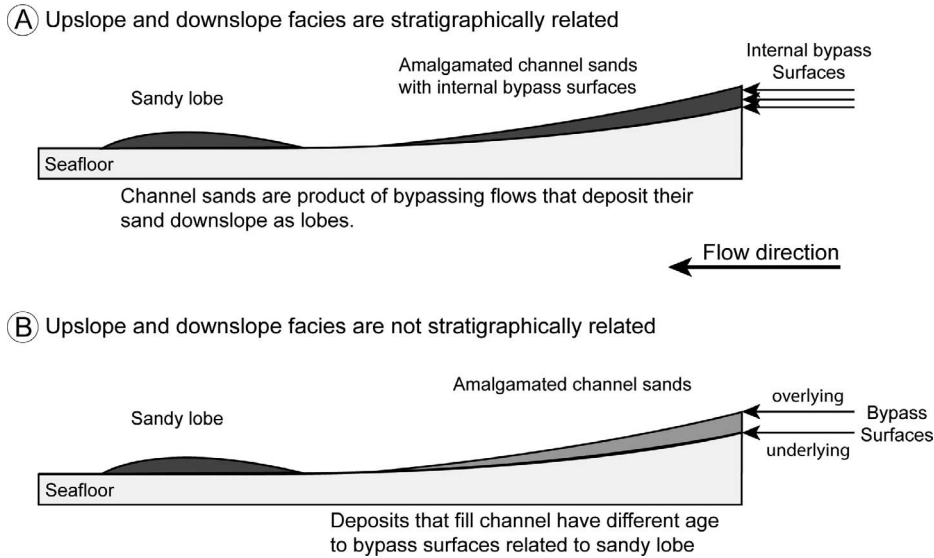 A Upslope and downslope facies are stratigraphically related
Internal bypass
Surfaces
Amalgamated channel sands
with internal bypass surfaces
Sandy lobe
Seafloor
Channel sands are product of bypassing flows that deposit their
sand downslope as lobes.
Flow direction
B Upslope and downslope facies are not stratigraphically related
Amalgamated channel sands
overlying
Bypass
Surfaces
underlying
Sandy lobe
Seafloor
Deposits that fill channel have different age
to bypass surfaces related to sandy lobe